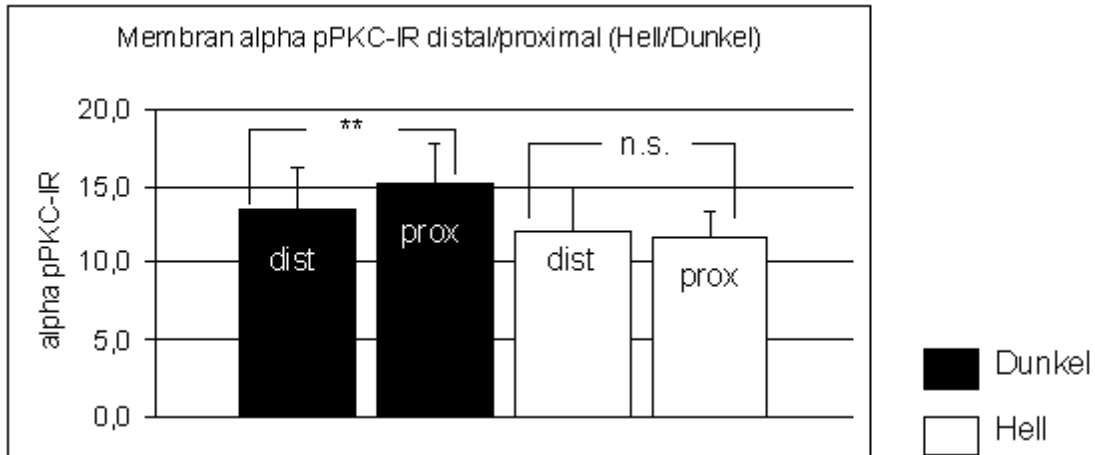 Membran alpha pPKC-IR distal/proximal (Hell/Dunkel)
alpha pPKC-IR
20,0
15,0
10,0
5,0
0,0
**
n.s.
dist
prox
dist
prox
Dunkel
Hell